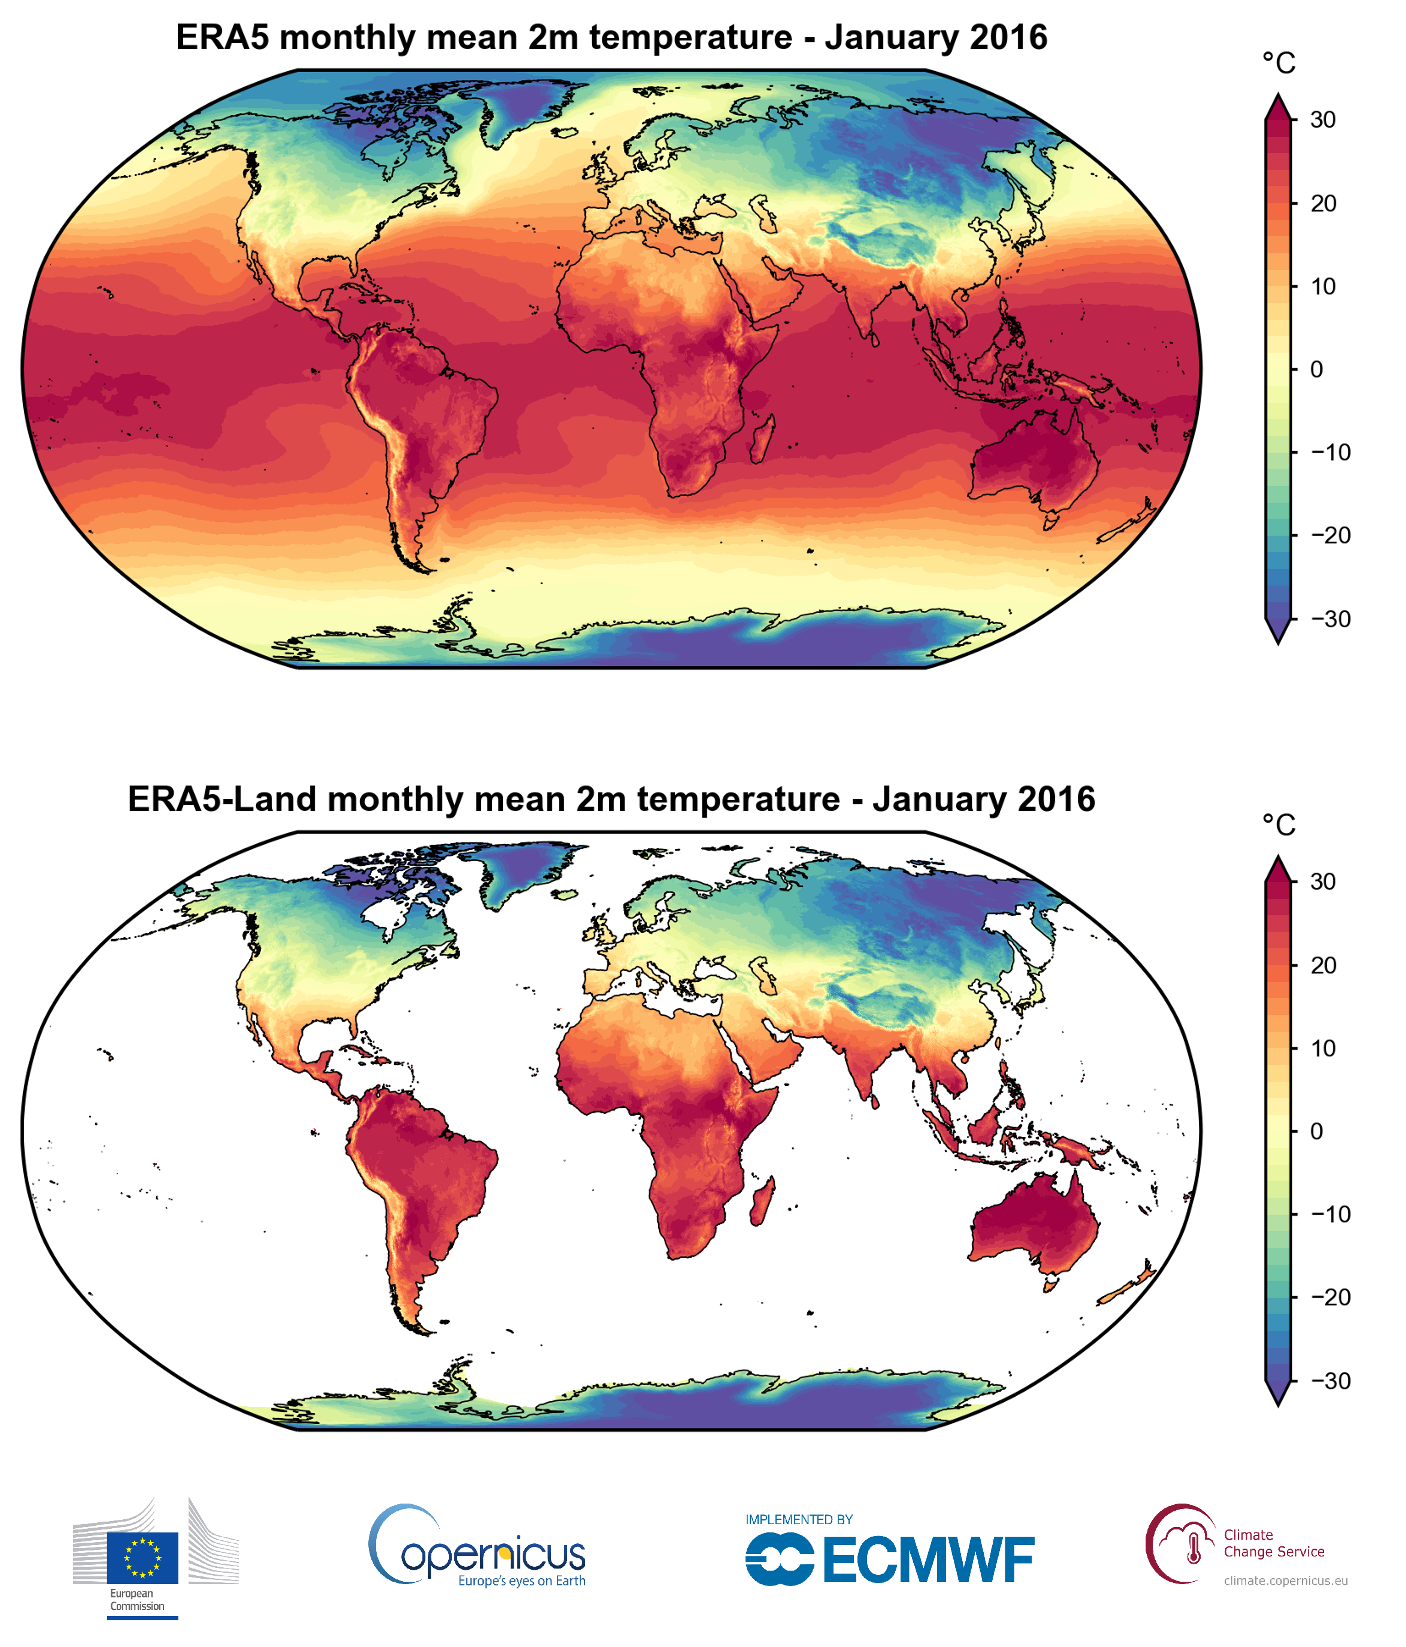 ERA5 monthly mean 2m temperature - January 2016
°C
30
20
10
0
−10
−20
−30
ERA5-Land monthly mean 2m temperature - January 2016
°C
30
20
10
0
−10
−20
−30
European
Commission
opernicus
Europe's eyes on Earth
IMPLEMENTED BY
ECMWF
Climate
Change Service
climate.copernicus.eu